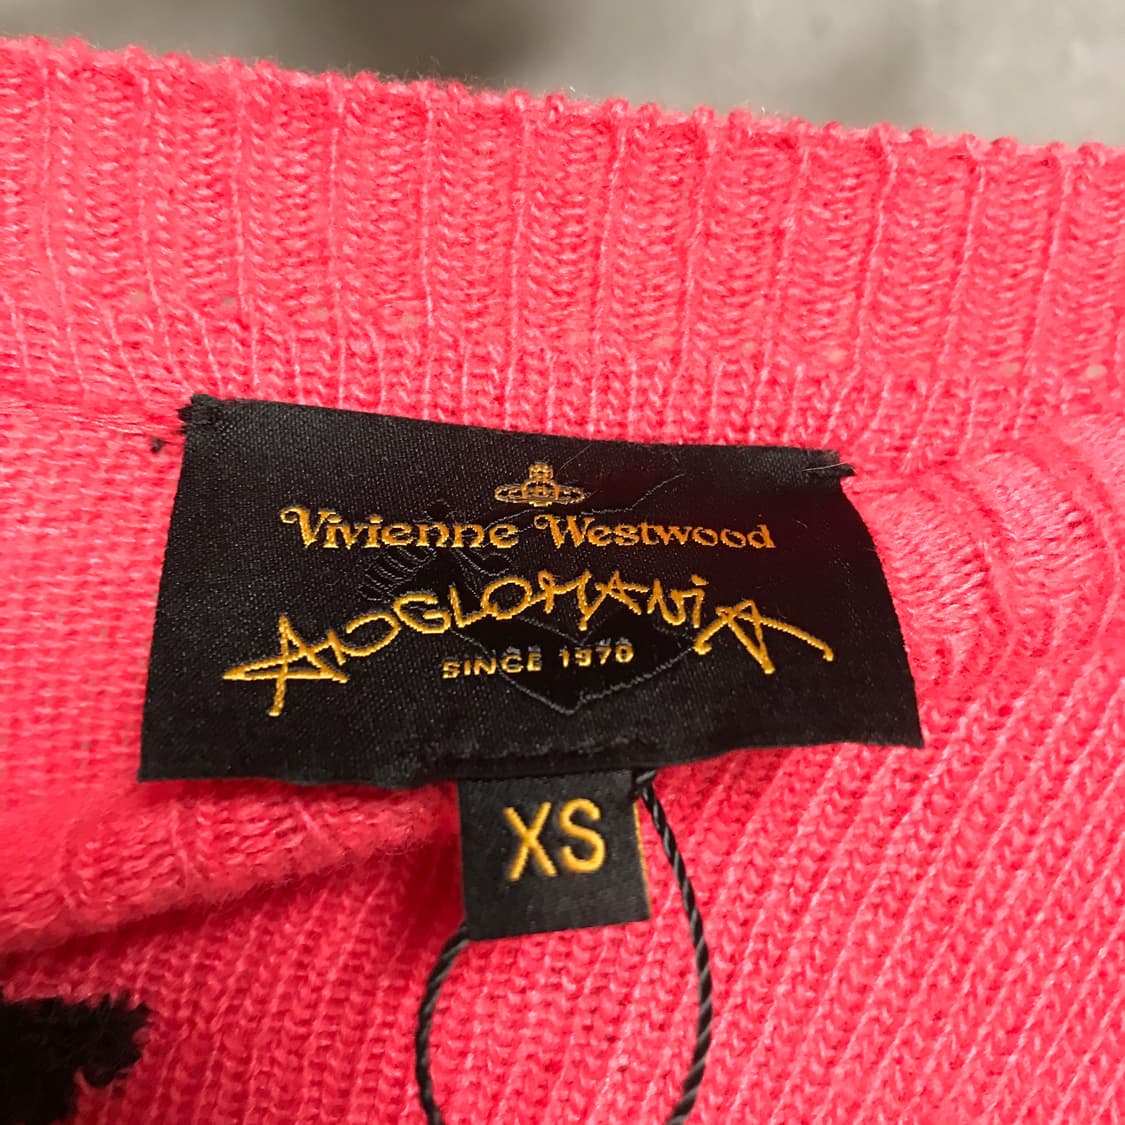 Vivienne Westwood
ANGLOMANIA
SINCE 1970
XS